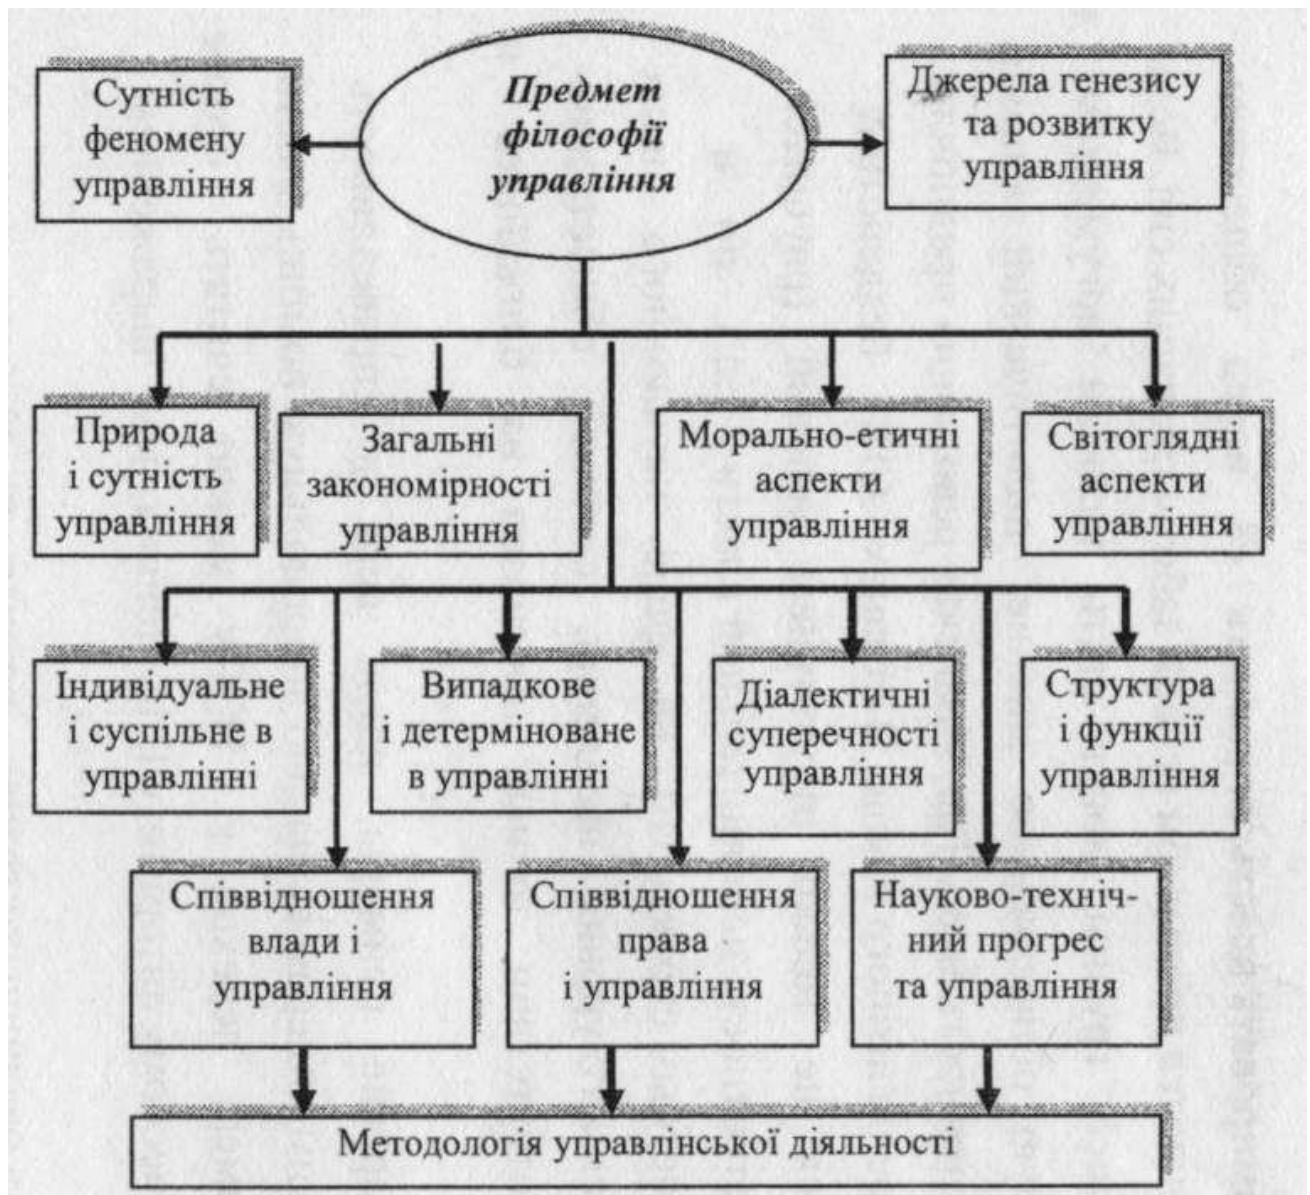 Сутність
феномену
управління
Предмет
філософії
управління
Джерела генезису
та розвитку
управління
Природа
і сутність
управління
Загальні
закономірності
управління
Морально-етичні
аспекти
управління
Світоглядні
аспекти
управління
Індивідуальне
і суспільне в
управлінні
Випадкове
і детерміноване
в управлінні
Діалектичні
суперечності
управління
Структура
і функції
управління
Співвідношення
влади і
управління
Співвідношення
права
і управління
Науково-техніч-
ний прогрес
та управління
Методологія управлінської діяльності